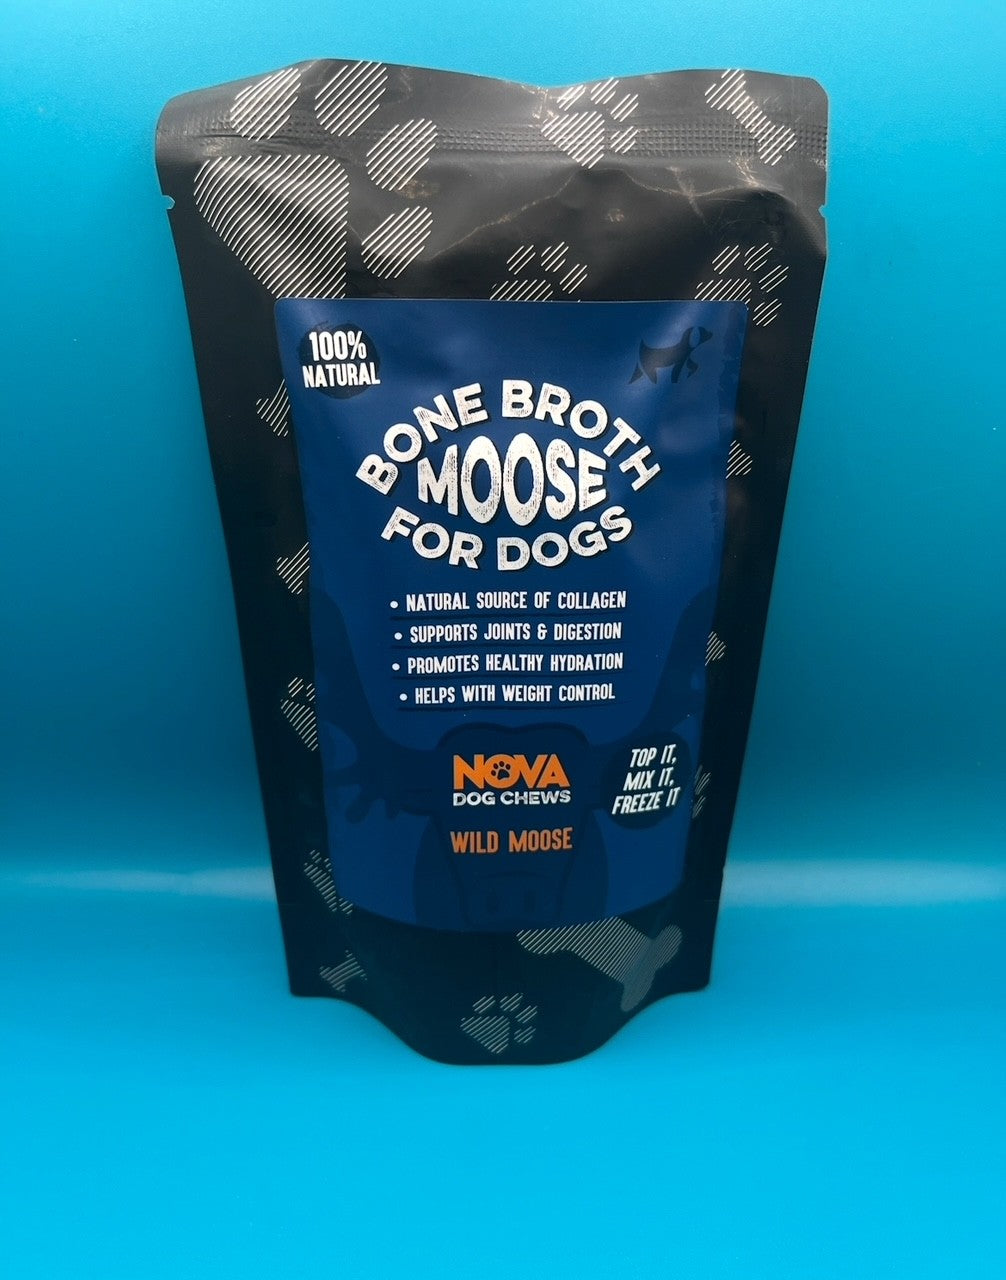 100%
NATURAL
BONE BROTH
MOOSE
FOR DOGS
• NATURAL SOURCE OF COLLAGEN
• SUPPORTS JOINTS & DIGESTION
• PROMOTES HEALTHY HYDRATION
• HELPS WITH WEIGHT CONTROL
NOVA
DOG CHEWS
WILD MOOSE
TOP IT,
MIX IT,
FREEZE IT